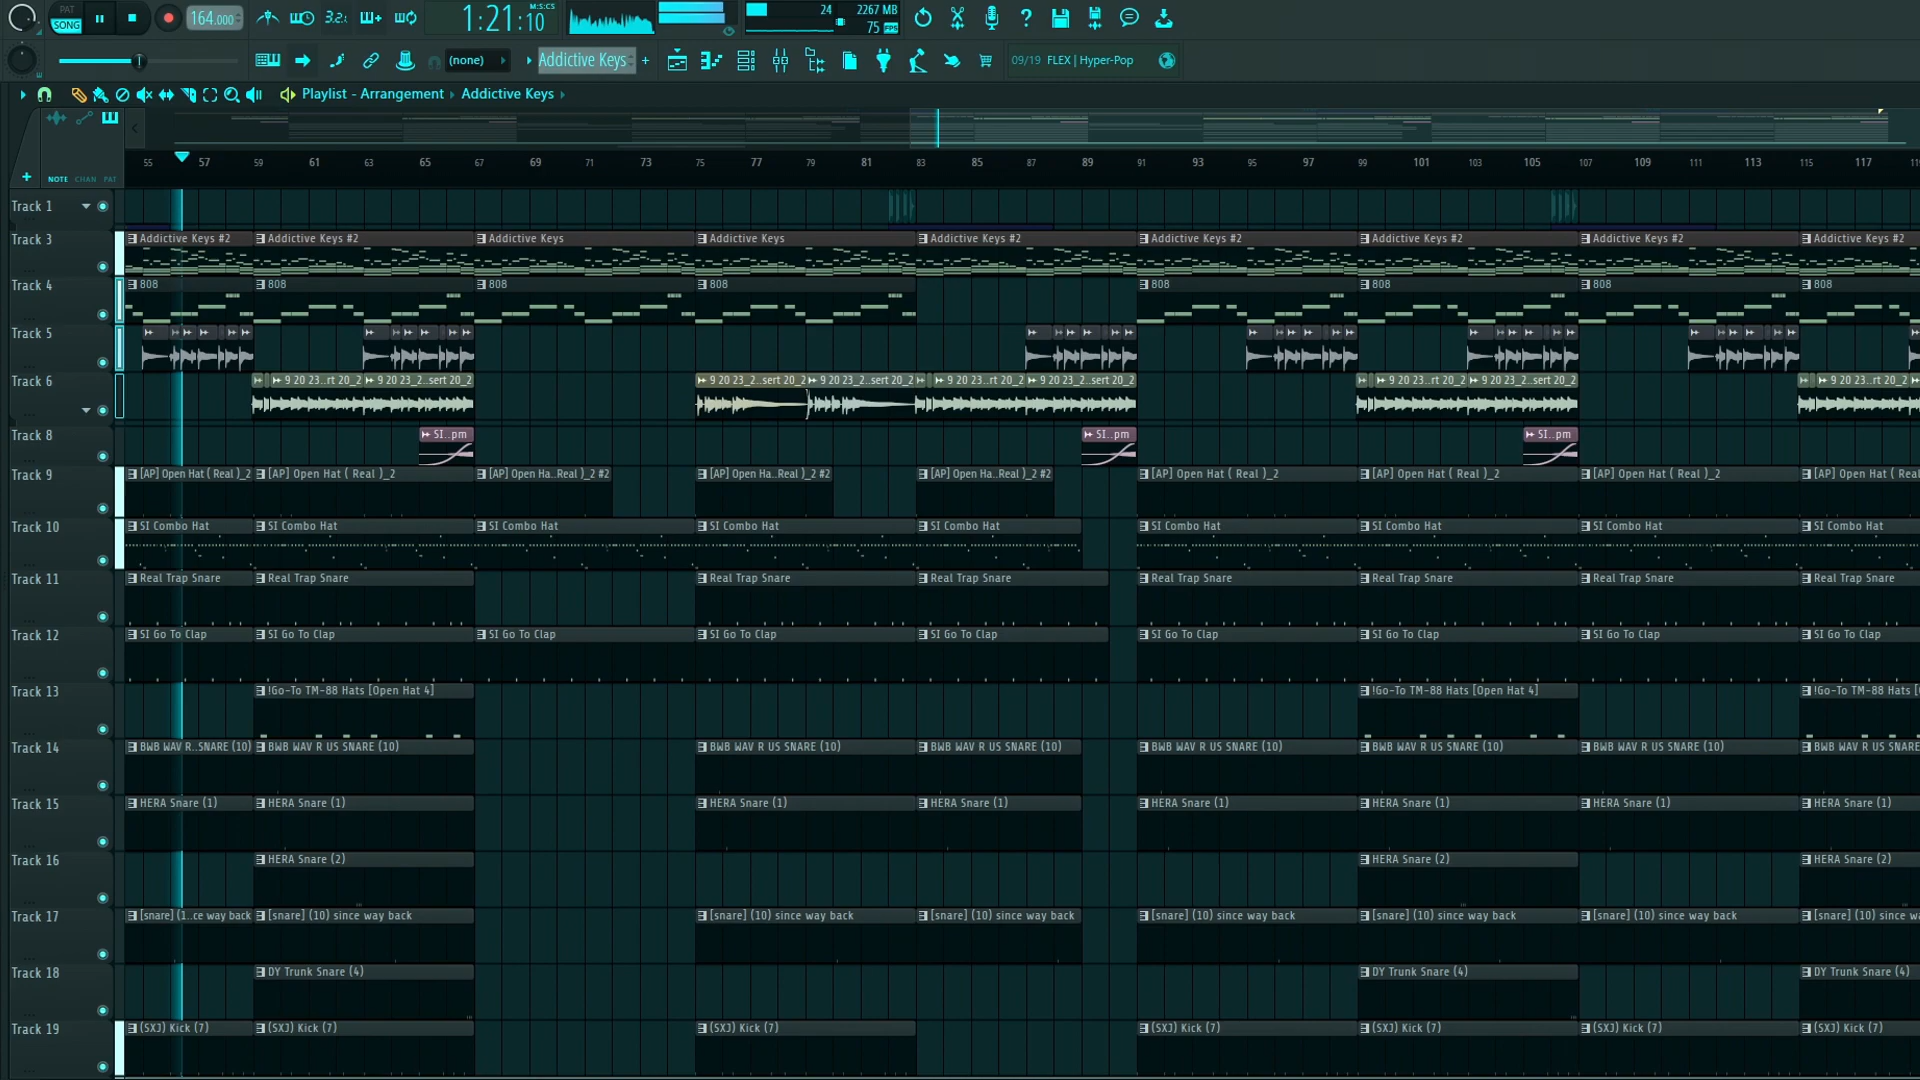 PAT
SONG
164.000
3.2.
1:21:10
M:S:CS
24
2267 MB
75
(none)
Addictive Keys
+
09/19 FLEX | Hyper-Pop
Playlist - Arrangement › Addictive Keys ›
55 57 59 61 63 65 67 69 71 73 75 77 79 81 83 85 87 89 91 93 95 97 99 101 103 105 107 109 111 113 115 117
NOTE CHAN PAT
Track 1
Track 3
Addictive Keys #2 Addictive Keys #2 Addictive Keys Addictive Keys Addictive Keys #2 Addictive Keys #2 Addictive Keys #2 Addictive Keys #2 Addictive Keys #2
Track 4
808 808 808 808 808 808 808 808
Track 5
Track 6
9 20 23...rt 20_2 9 20 23_2...sert 20_2 9 20 23_2...sert 20_2 9 20 23_2...sert 20_2 9 20 23...rt 20_2 9 20 23_2...sert 20_2 9 20 23...rt 20_2 9 20 23_2...sert 20_2 9 20 23...rt 20_2
Track 8
SI..pm SI..pm SI..pm
Track 9
[AP] Open Hat ( Real )_2 [AP] Open Hat ( Real )_2 [AP] Open Ha..Real )_2 #2 [AP] Open Ha..Real )_2 #2 [AP] Open Ha..Real )_2 #2 [AP] Open Hat ( Real )_2 [AP] Open Hat ( Real )_2 [AP] Open Hat ( Real )_2 [AP] Open Hat ( Real
Track 10
SI Combo Hat SI Combo Hat SI Combo Hat SI Combo Hat SI Combo Hat SI Combo Hat SI Combo Hat SI Combo Hat SI Combo Hat
Track 11
Real Trap Snare Real Trap Snare Real Trap Snare Real Trap Snare Real Trap Snare Real Trap Snare Real Trap Snare Real Trap Snare
Track 12
SI Go To Clap SI Go To Clap SI Go To Clap SI Go To Clap SI Go To Clap SI Go To Clap SI Go To Clap SI Go To Clap SI Go To Clap
Track 13
!Go-To TM-88 Hats [Open Hat 4] !Go-To TM-88 Hats [Open Hat 4] !Go-To TM-88 Hats [
Track 14
BWB WAV R..SNARE (10) BWB WAV R US SNARE (10) BWB WAV R US SNARE (10) BWB WAV R US SNARE (10) BWB WAV R US SNARE (10) BWB WAV R US SNARE (10) BWB WAV R US SNARE (10) BWB WAV R US SNARE
Track 15
HERA Snare (1) HERA Snare (1) HERA Snare (1) HERA Snare (1) HERA Snare (1) HERA Snare (1) HERA Snare (1) HERA Snare (1)
Track 16
HERA Snare (2) HERA Snare (2) HERA Snare (2)
Track 17
[snare] (1..ce way back [snare] (10) since way back [snare] (10) since way back [snare] (10) since way back [snare] (10) since way back [snare] (10) since way back [snare] (10) since way back [snare] (10) since way
Track 18
DY Trunk Snare (4) DY Trunk Snare (4) DY Trunk Snare (4)
Track 19
(SXJ) Kick (7) (SXJ) Kick (7) (SXJ) Kick (7) (SXJ) Kick (7) (SXJ) Kick (7) (SXJ) Kick (7) (SXJ) Kick (7)